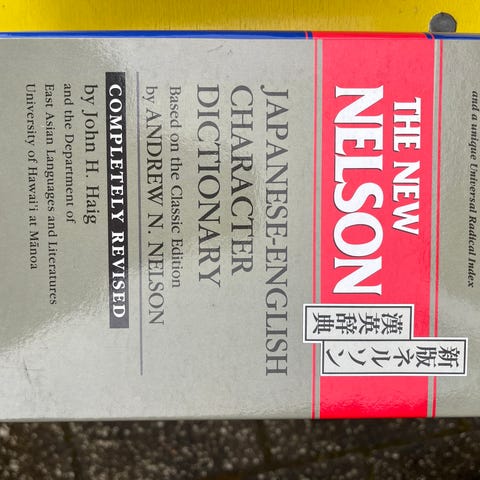 and a unique Universal Radical Index
THE NEW
NELSON
新版ネルソン
漢英辞典
JAPANESE-ENGLISH
CHARACTER
DICTIONARY
Based on the Classic Edition
by ANDREW N. NELSON
COMPLETELY REVISED
by John H. Haig
and the Department of
East Asian Languages and Literatures
University of Hawai'i at Mānoa